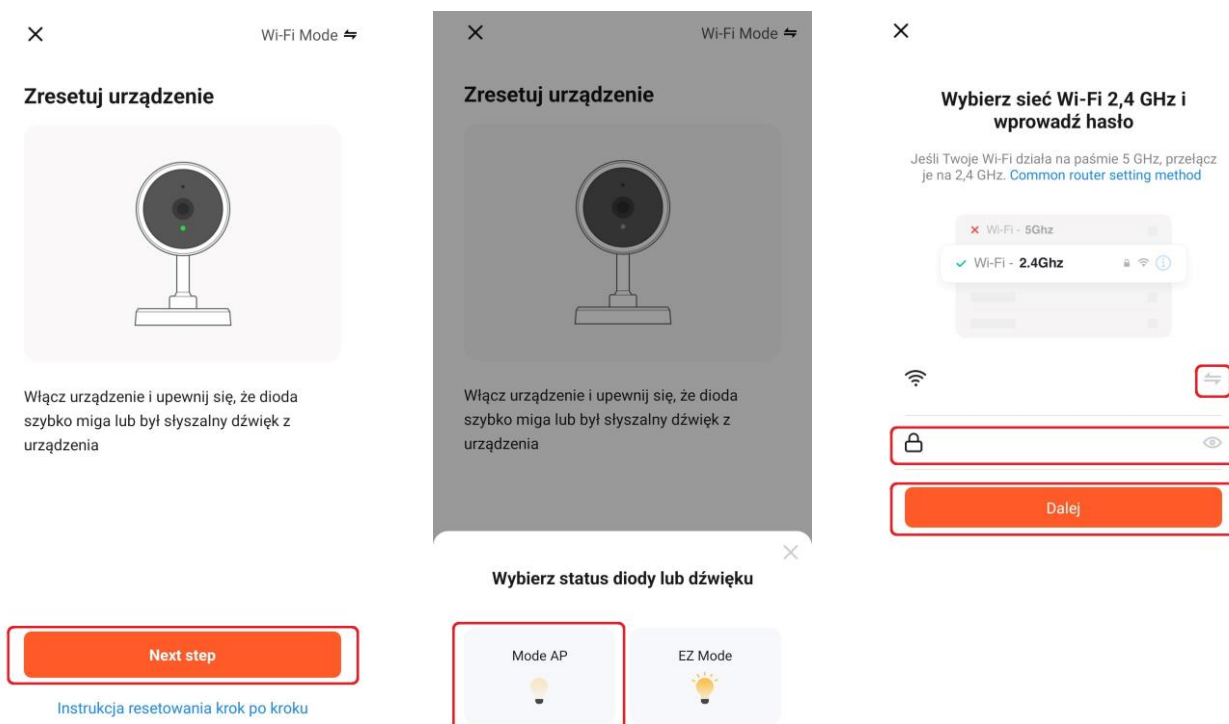 Wi-Fi Mode
Zresetuj urządzenie
Włącz urządzenie i upewnij się, że dioda
szybko miga lub był słyszalny dźwięk z
urządzenia
Next step
Instrukcja resetowania krok po kroku
Wi-Fi Mode
Zresetuj urządzenie
Włącz urządzenie i upewnij się, że dioda
szybko miga lub był słyszalny dźwięk z
urządzenia
Wybierz status diody lub dźwięku
Mode AP
EZ Mode
Wybierz sieć Wi-Fi 2,4 GHz i
wprowadź hasło
Jeśli Twoje Wi-Fi działa na paśmie 5 GHz, przełącz
je na 2,4 GHz. Common router setting method
Wi-Fi - 5Ghz
Wi-Fi - 2.4Ghz
Dalej